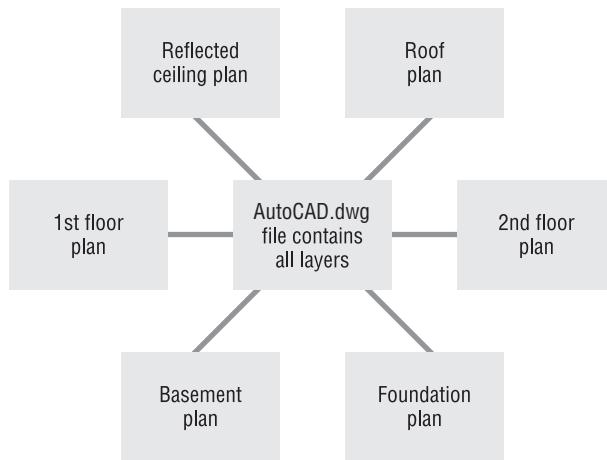 Reflected
ceiling plan
Roof
plan
1st floor
plan
AutoCAD.dwg
file contains
all layers
2nd floor
plan
Basement
plan
Foundation
plan